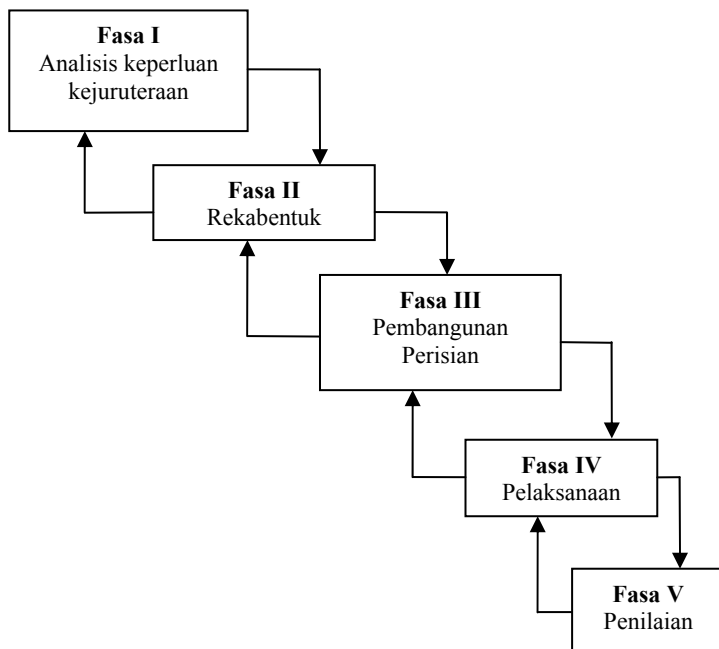 Fasa I
Analisis keperluan
kejuruteraan
Fasa II
Rekabentuk
Fasa III
Pembangunan
Perisian
Fasa IV
Pelaksanaan
Fasa V
Penilaian